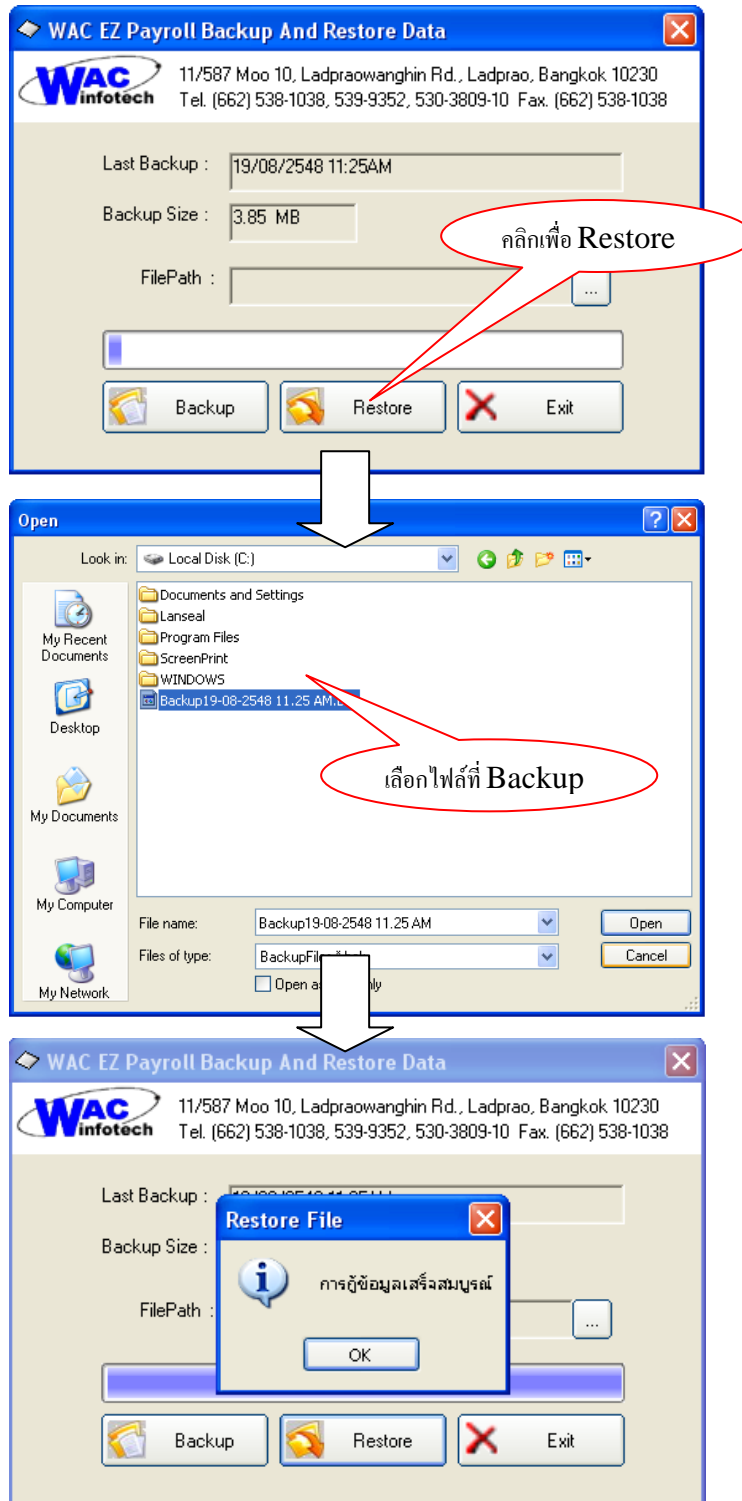 WAC EZ Payroll Backup And Restore Data
WAC infotech
11/587 Moo 10, Ladpraowanghin Rd., Ladprao, Bangkok 10230
Tel. (662) 538-1038, 539-9352, 530-3809-10 Fax. (662) 538-1038
Last Backup : 19/08/2548 11:25AM
Backup Size : 3.85 MB
คลิกเพื่อ Restore
FilePath : ...
Backup Restore Exit
Open
Look in: Local Disk (C:)
Documents and Settings
Lanseal
Program Files
ScreenPrint
WINDOWS
Backup19-08-2548 11.25 AM
My Recent Documents
Desktop
My Documents
My Computer
My Network
เลือกไฟล์ที่ Backup
File name: Backup19-08-2548 11.25 AM Open
Files of type: Cancel
Open
WAC EZ Payroll Backup And Restore Data
WAC infotech
11/587 Moo 10, Ladpraowanghin Rd., Ladprao, Bangkok 10230
Tel. (662) 538-1038, 539-9352, 530-3809-10 Fax. (662) 538-1038
Last Backup :
Restore File
Backup Size :
การกู้ข้อมูลเสร็จสมบูรณ์
FilePath : ...
OK
Backup Restore Exit